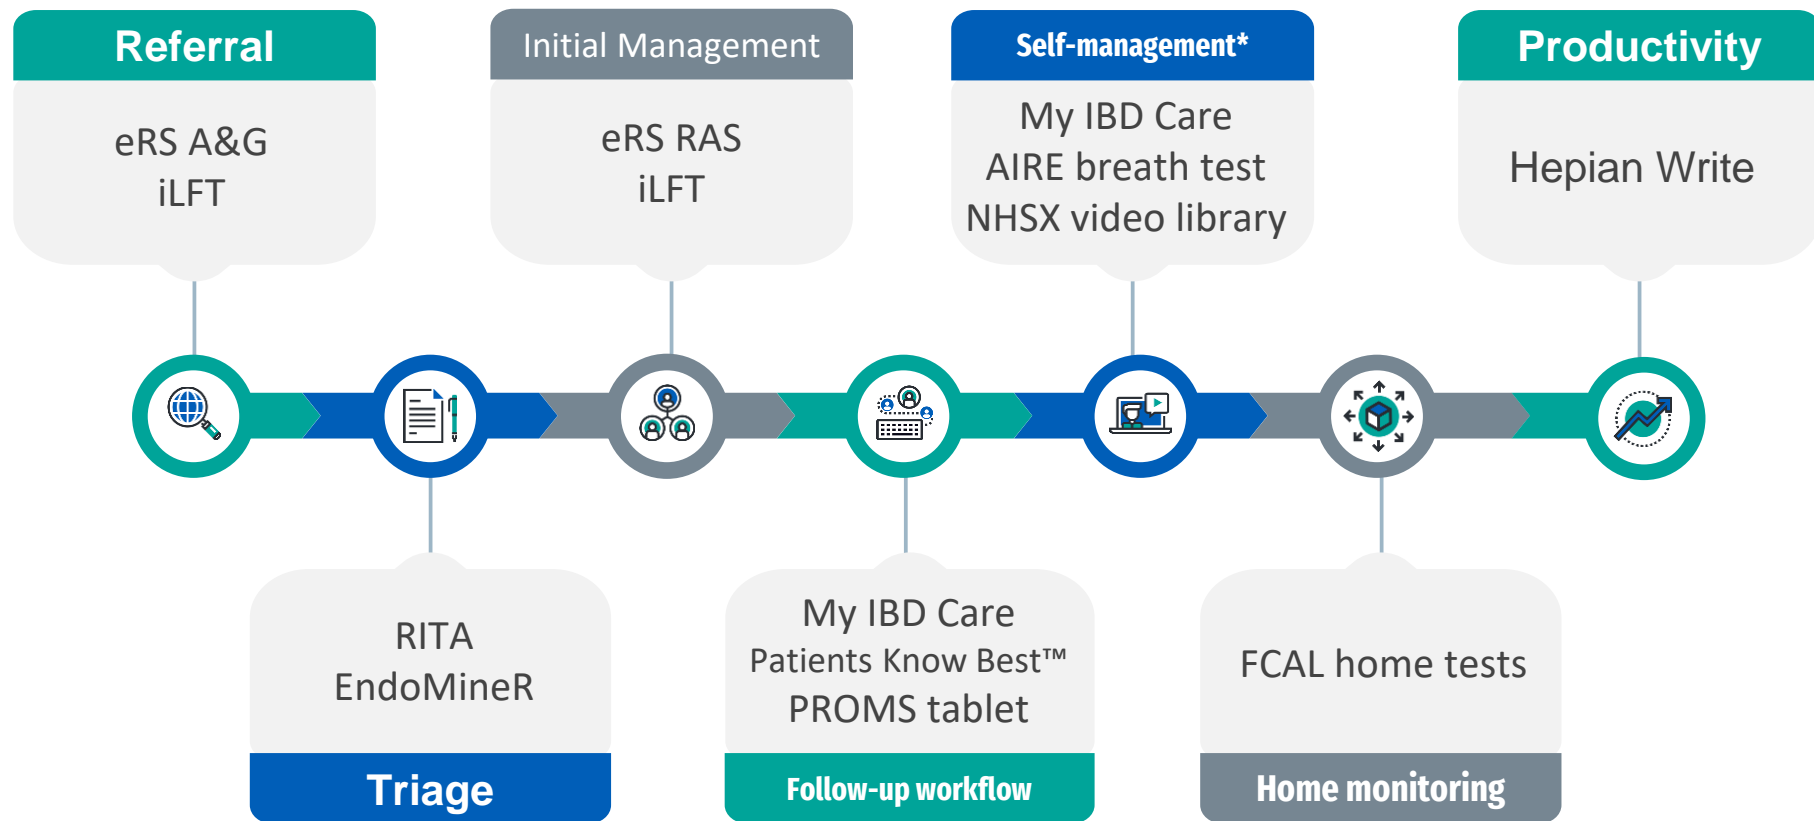 Referral
eRS A&G
iLFT
Initial Management
eRS RAS
iLFT
Self-management*
My IBD Care
AIRE breath test
NHSX video library
Productivity
Hepian Write
RITA
EndoMineR
Triage
My IBD Care
Patients Know Best™
PROMS tablet
Follow-up workflow
FCAL home tests
Home monitoring